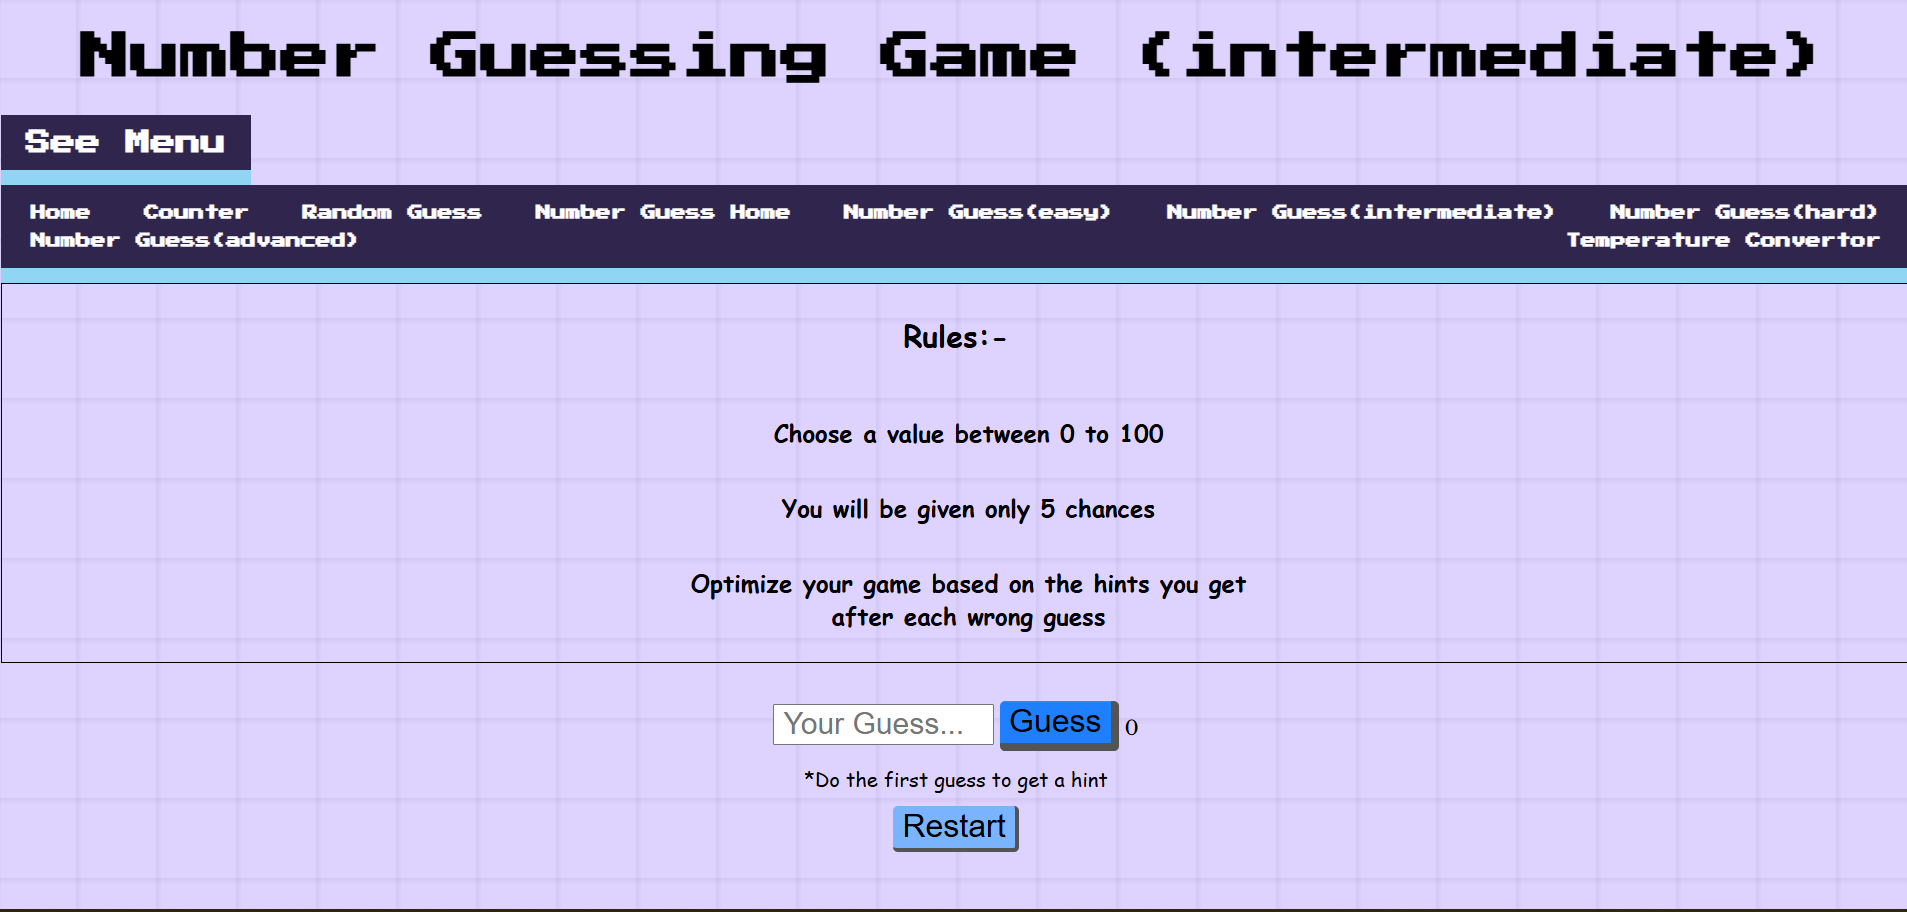 Number Guessing Game (intermediate)
See Menu
Home Counter Random Guess Number Guess Home Number Guess(easy) Number Guess(intermediate) Number Guess(hard)
Number Guess(advanced) Temperature Convertor
Rules:-
Choose a value between 0 to 100
You will be given only 5 chances
Optimize your game based on the hints you get
after each wrong guess
Your Guess... Guess 0
*Do the first guess to get a hint
Restart